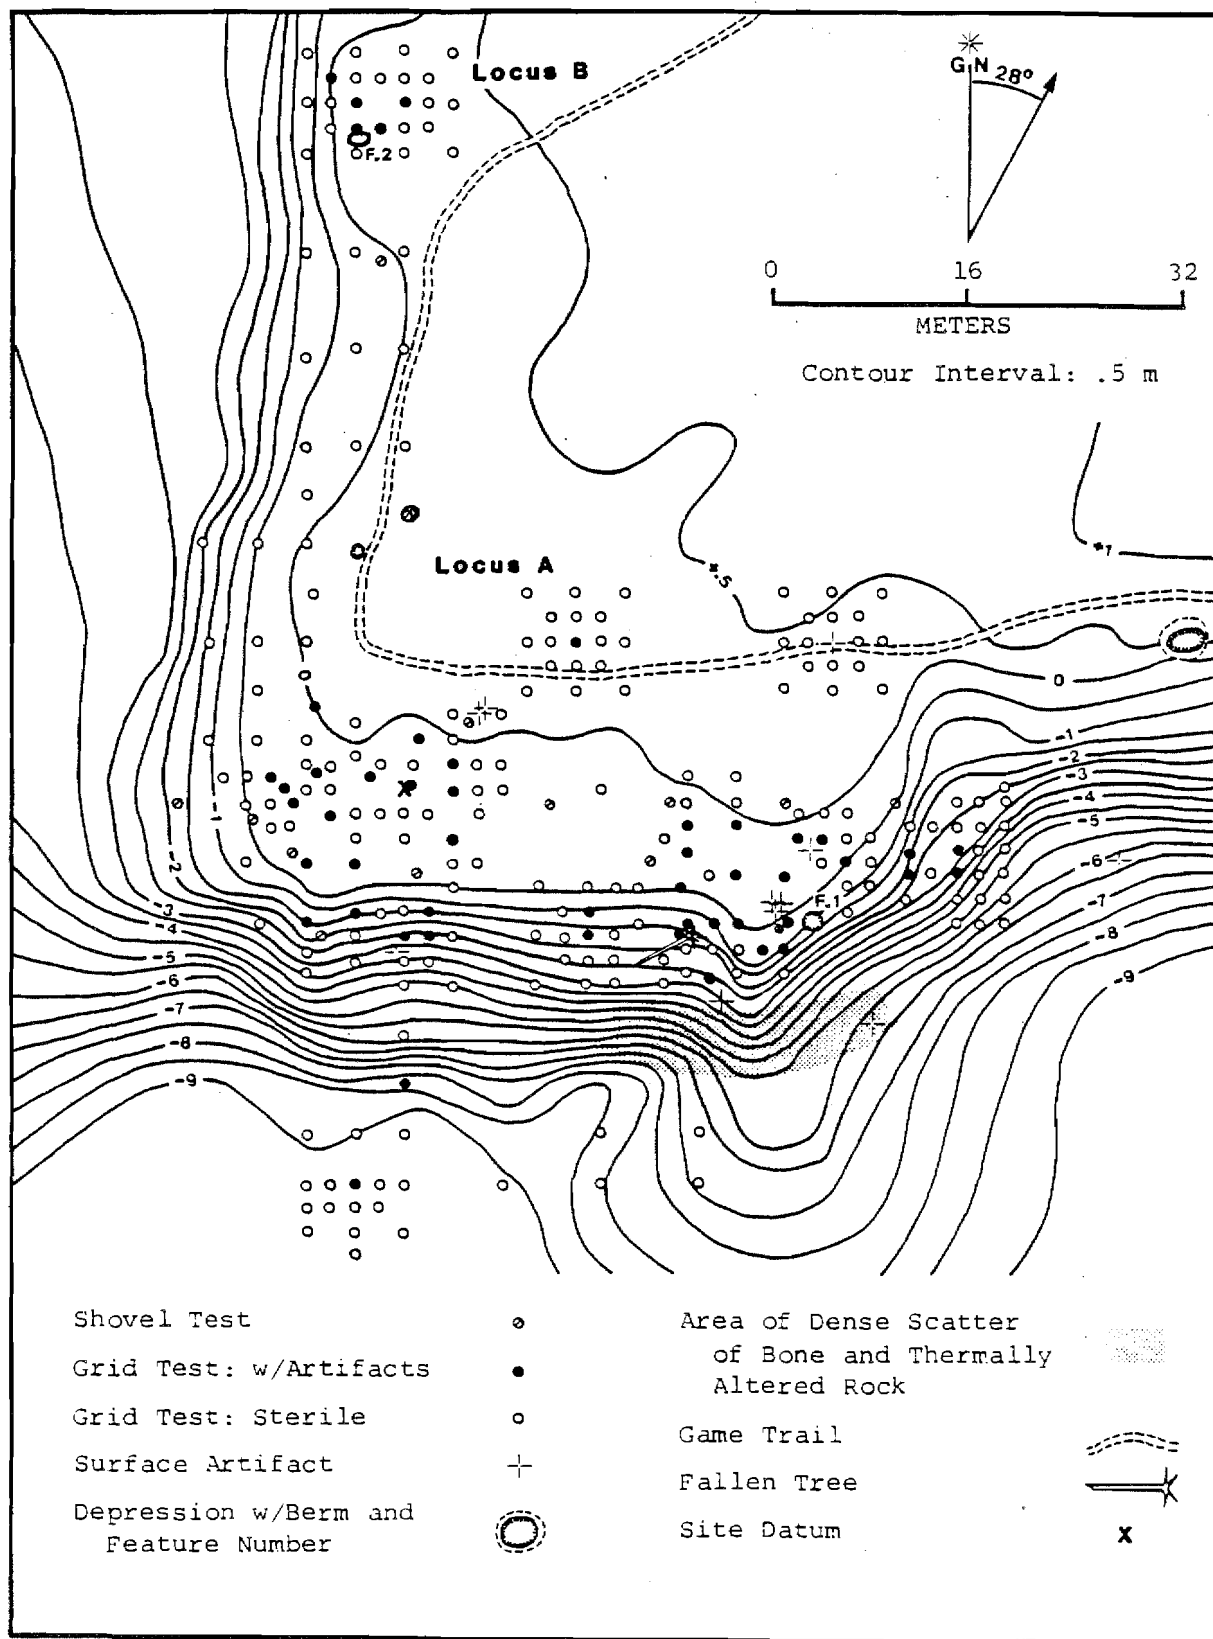 Locus B
G N 28°
F.2
0 16 32
METERS
Contour Interval: .5 m
Locus A
+.5
+1
0
-1
-2
-3
-4
-5
-6
-7
-8
-9
F.1
-1
-2
-3
-4
-5
-6
-7
-8
-9
x
Shovel Test
Grid Test: w/Artifacts
Grid Test: Sterile
Surface Artifact
Depression w/Berm and
Feature Number
Area of Dense Scatter
of Bone and Thermally
Altered Rock
Game Trail
Fallen Tree
Site Datum
x